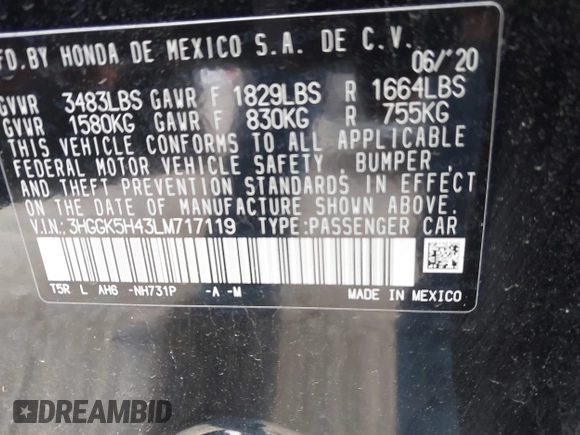 FD.BY HONDA DE MEXICO S.A. DE C.V.
06/'20
GVWR 3483LBS GAWR F 1829LBS R 1664LBS
GVWR 1580KG GAWR F 830KG R 755KG
THIS VEHICLE CONFORMS TO ALL APPLICABLE
FEDERAL MOTOR VEHICLE SAFETY, BUMPER,
AND THEFT PREVENTION STANDARDS IN EFFECT
ON THE DATE OF MANUFACTURE SHOWN ABOVE.
V.I.N.: 3HGGK5H43LM717119 TYPE:PASSENGER CAR
T5R L AH6 -NH731P -A -M
MADE IN MEXICO
DREAMBID